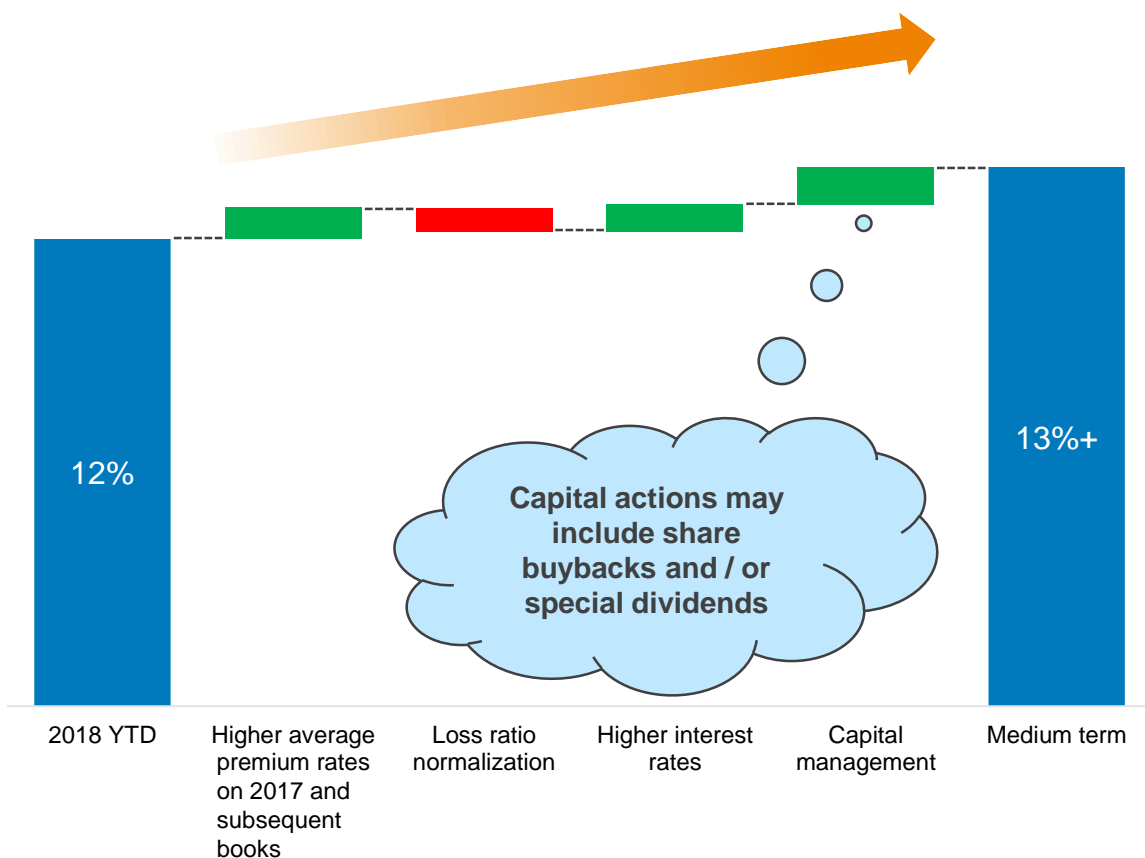 12%
13%+
Capital actions may
include share
buybacks and / or
special dividends
2018 YTD
Higher average
premium rates
on 2017 and
subsequent
books
Loss ratio
normalization
Higher interest
rates
Capital
management
Medium term